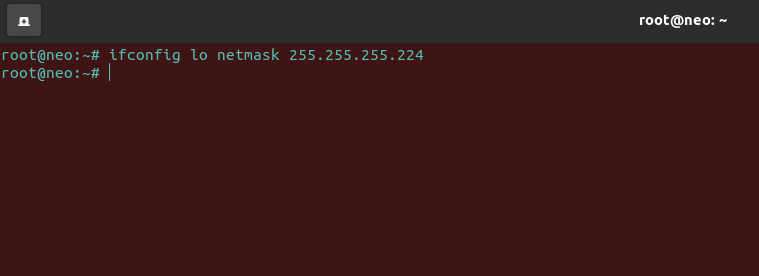 root@neo: ~
root@neo:~# ifconfig lo netmask 255.255.255.224
root@neo:~#